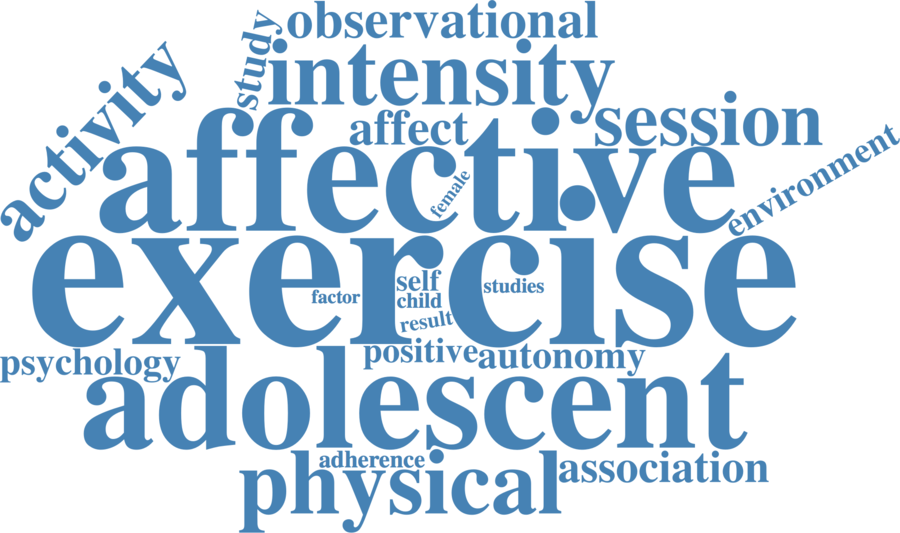 observational
study
intensity
activity
affect
session
affective
female
environment
exercise
self
studies
factor
child
result
positive
autonomy
psychology
adolescent
adherence
physical
association